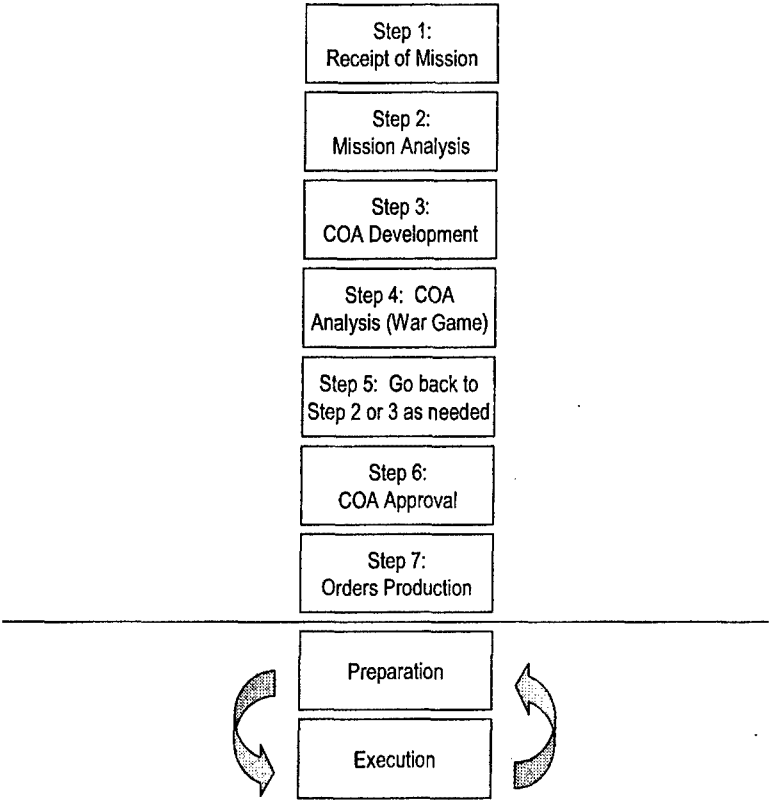 Step 1:
Receipt of Mission
Step 2:
Mission Analysis
Step 3:
COA Development
Step 4: COA
Analysis (War Game)
Step 5: Go back to
Step 2 or 3 as needed
Step 6:
COA Approval
Step 7:
Orders Production
Preparation
Execution